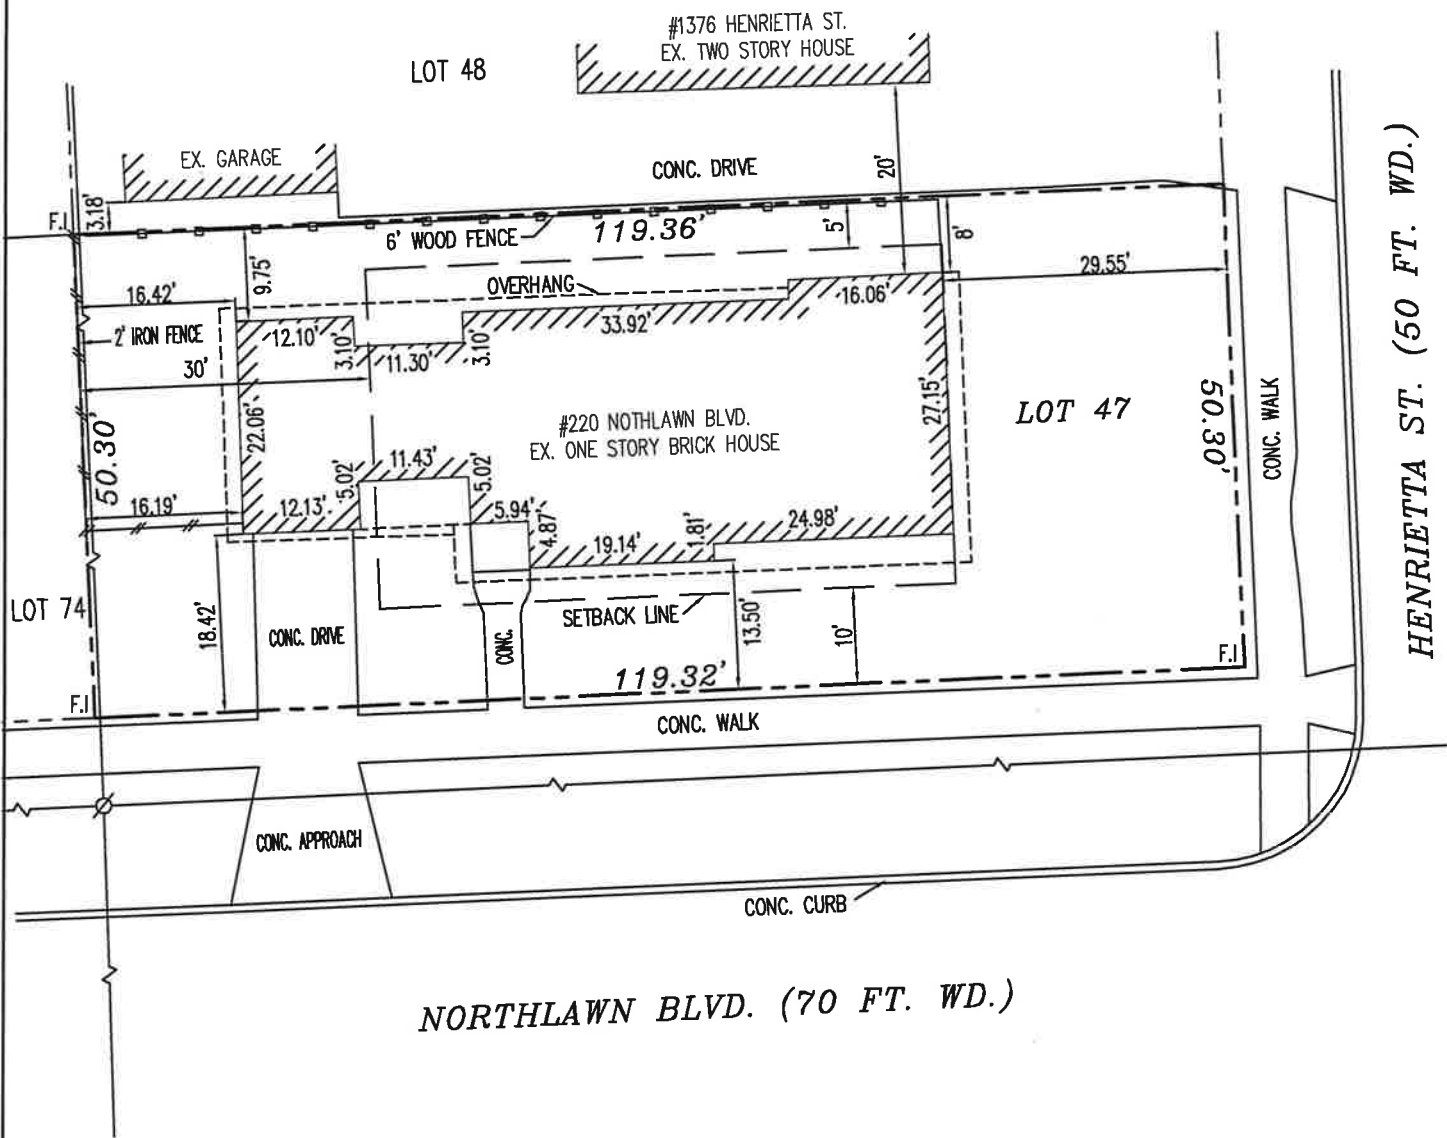 #1376 HENRIETTA ST.
EX. TWO STORY HOUSE
LOT 48
EX. GARAGE
CONC. DRIVE
20'
3.18'
F.I
6' WOOD FENCE
119.36'
5'
8'
9.75'
29.55'
OVERHANG
16.42'
16.06'
2' IRON FENCE
12.10'
3.10'
11.30'
3.10'
33.92'
30'
22.06'
27.15'
#220 NOTHLAWN BLVD.
EX. ONE STORY BRICK HOUSE
LOT 47
50.30'
CONC. WALK
HENRIETTA ST. (50 FT. WD.)
50.30'
11.43'
5.02'
5.02'
16.19'
12.13'
5.94'
4.87'
19.14'
1.81'
24.98'
LOT 74
18.42'
CONC. DRIVE
CONC.
SETBACK LINE
13.50'
10'
119.32'
F.I
F.I
CONC. WALK
CONC. APPROACH
CONC. CURB
NORTHLAWN BLVD. (70 FT. WD.)